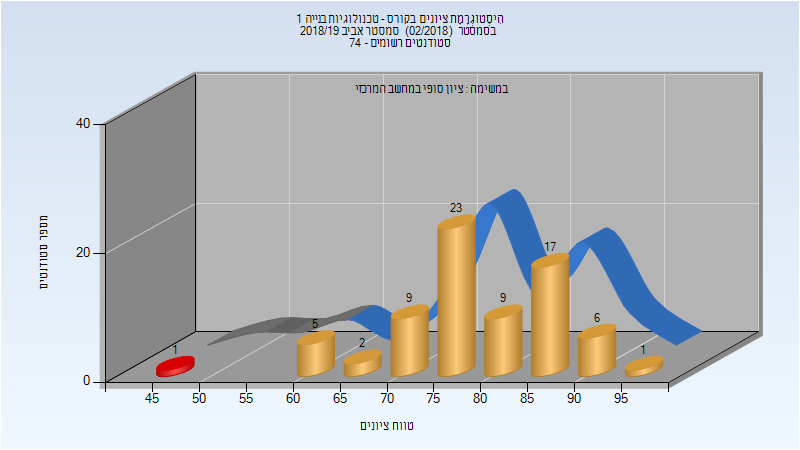 היסטוגרמת ציונים בקורס - טכנולוגיות בנייה 1
בסמסטר (02/2018) סמסטר אביב 2018/19
סטודנטים רשומים - 74
במשימה : ציון סופי במחשב המרכזי
מספר סטודנטים
40
20
0
1
5
2
9
23
9
17
6
1
45 50 55 60 65 70 75 80 85 90 95
טווח ציונים